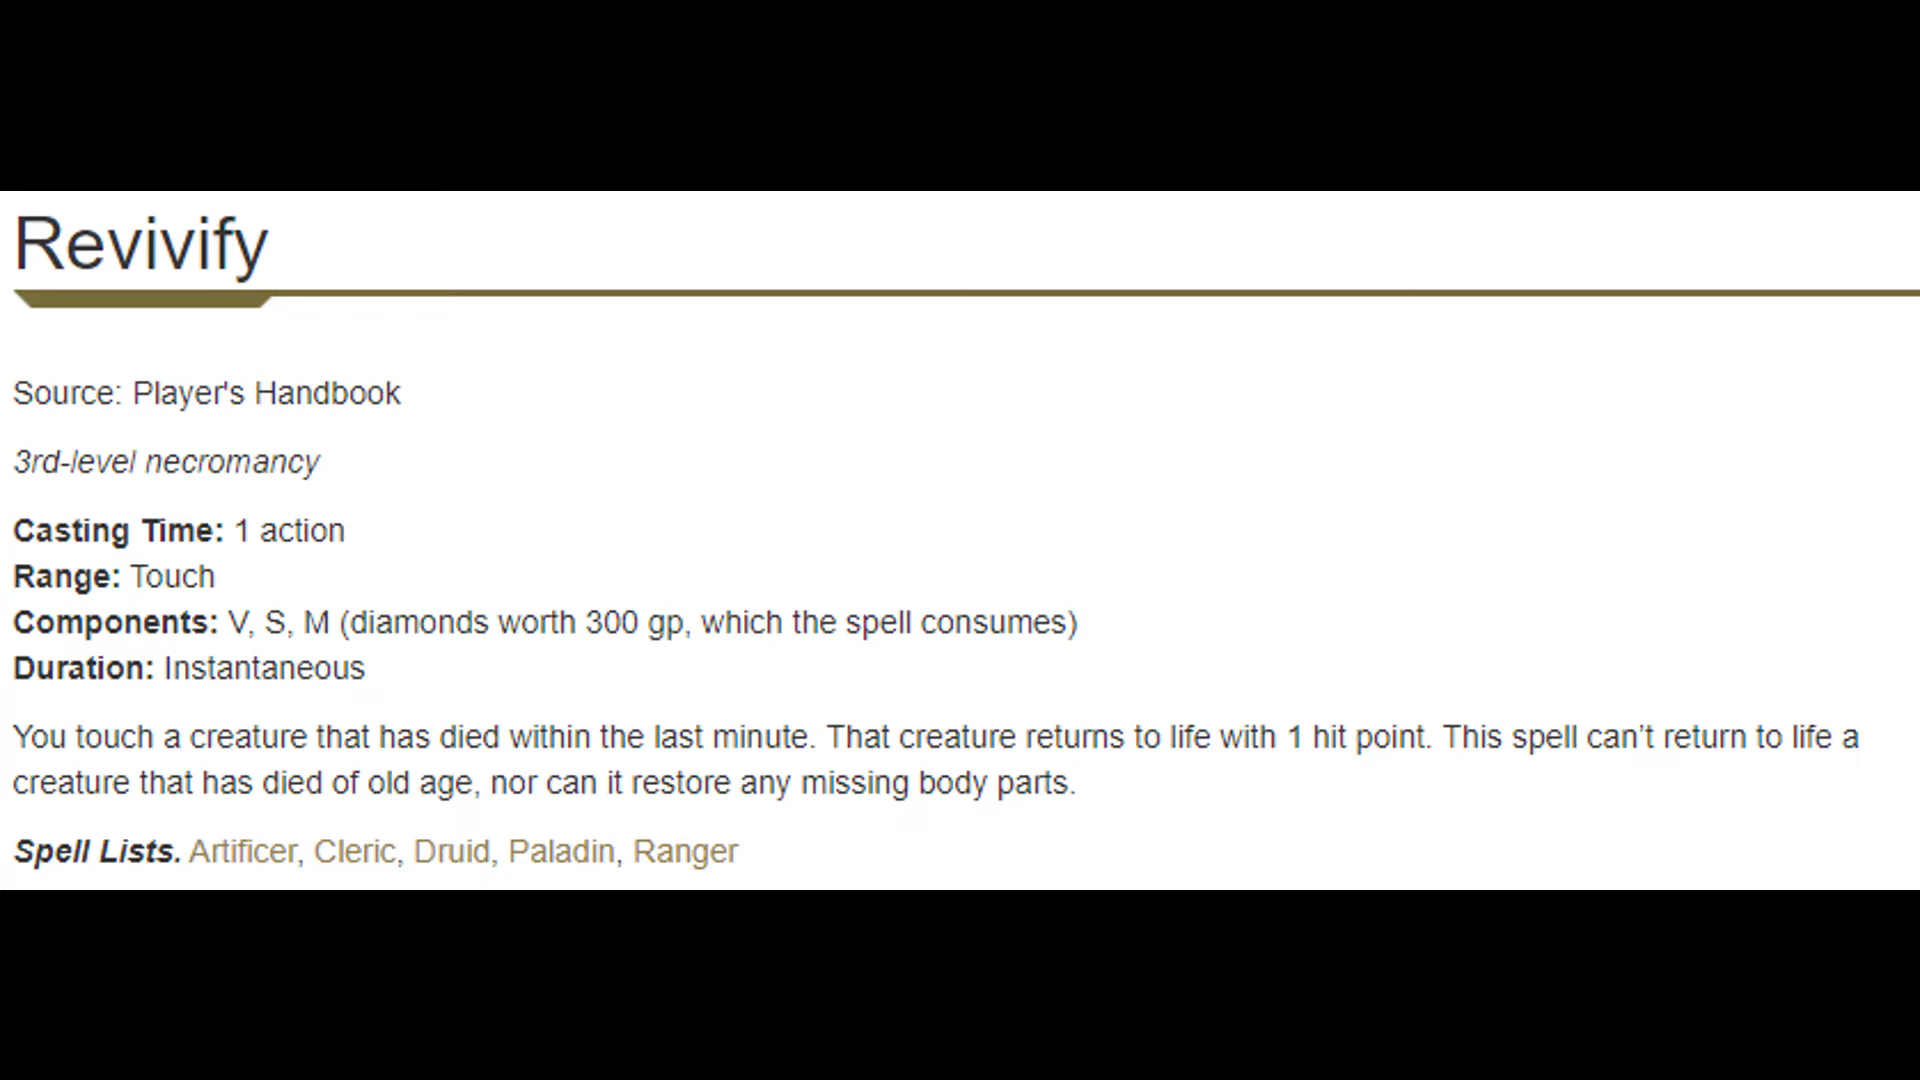 Revivify
Source: Player's Handbook
3rd-level necromancy
Casting Time: 1 action
Range: Touch
Components: V, S, M (diamonds worth 300 gp, which the spell consumes)
Duration: Instantaneous
You touch a creature that has died within the last minute. That creature returns to life with 1 hit point. This spell can’t return to life a
creature that has died of old age, nor can it restore any missing body parts.
Spell Lists. Artificer, Cleric, Druid, Paladin, Ranger